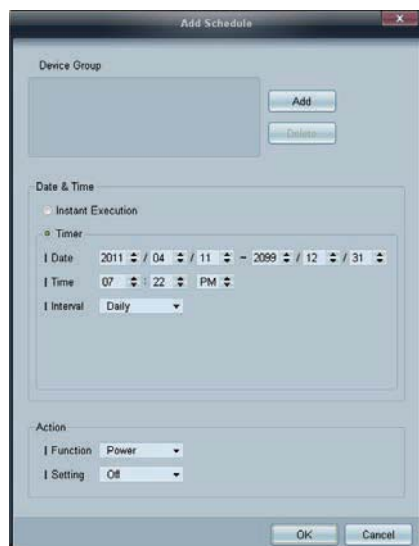 Add Schedule
Device Group
Add
Delete
Date & Time
Instant Execution
Timer
Date 2011 / 04 / 11 ~ 2099 / 12 / 31
Time 07 : 22 PM
Interval Daily
Action
Function Power
Setting Off
OK Cancel